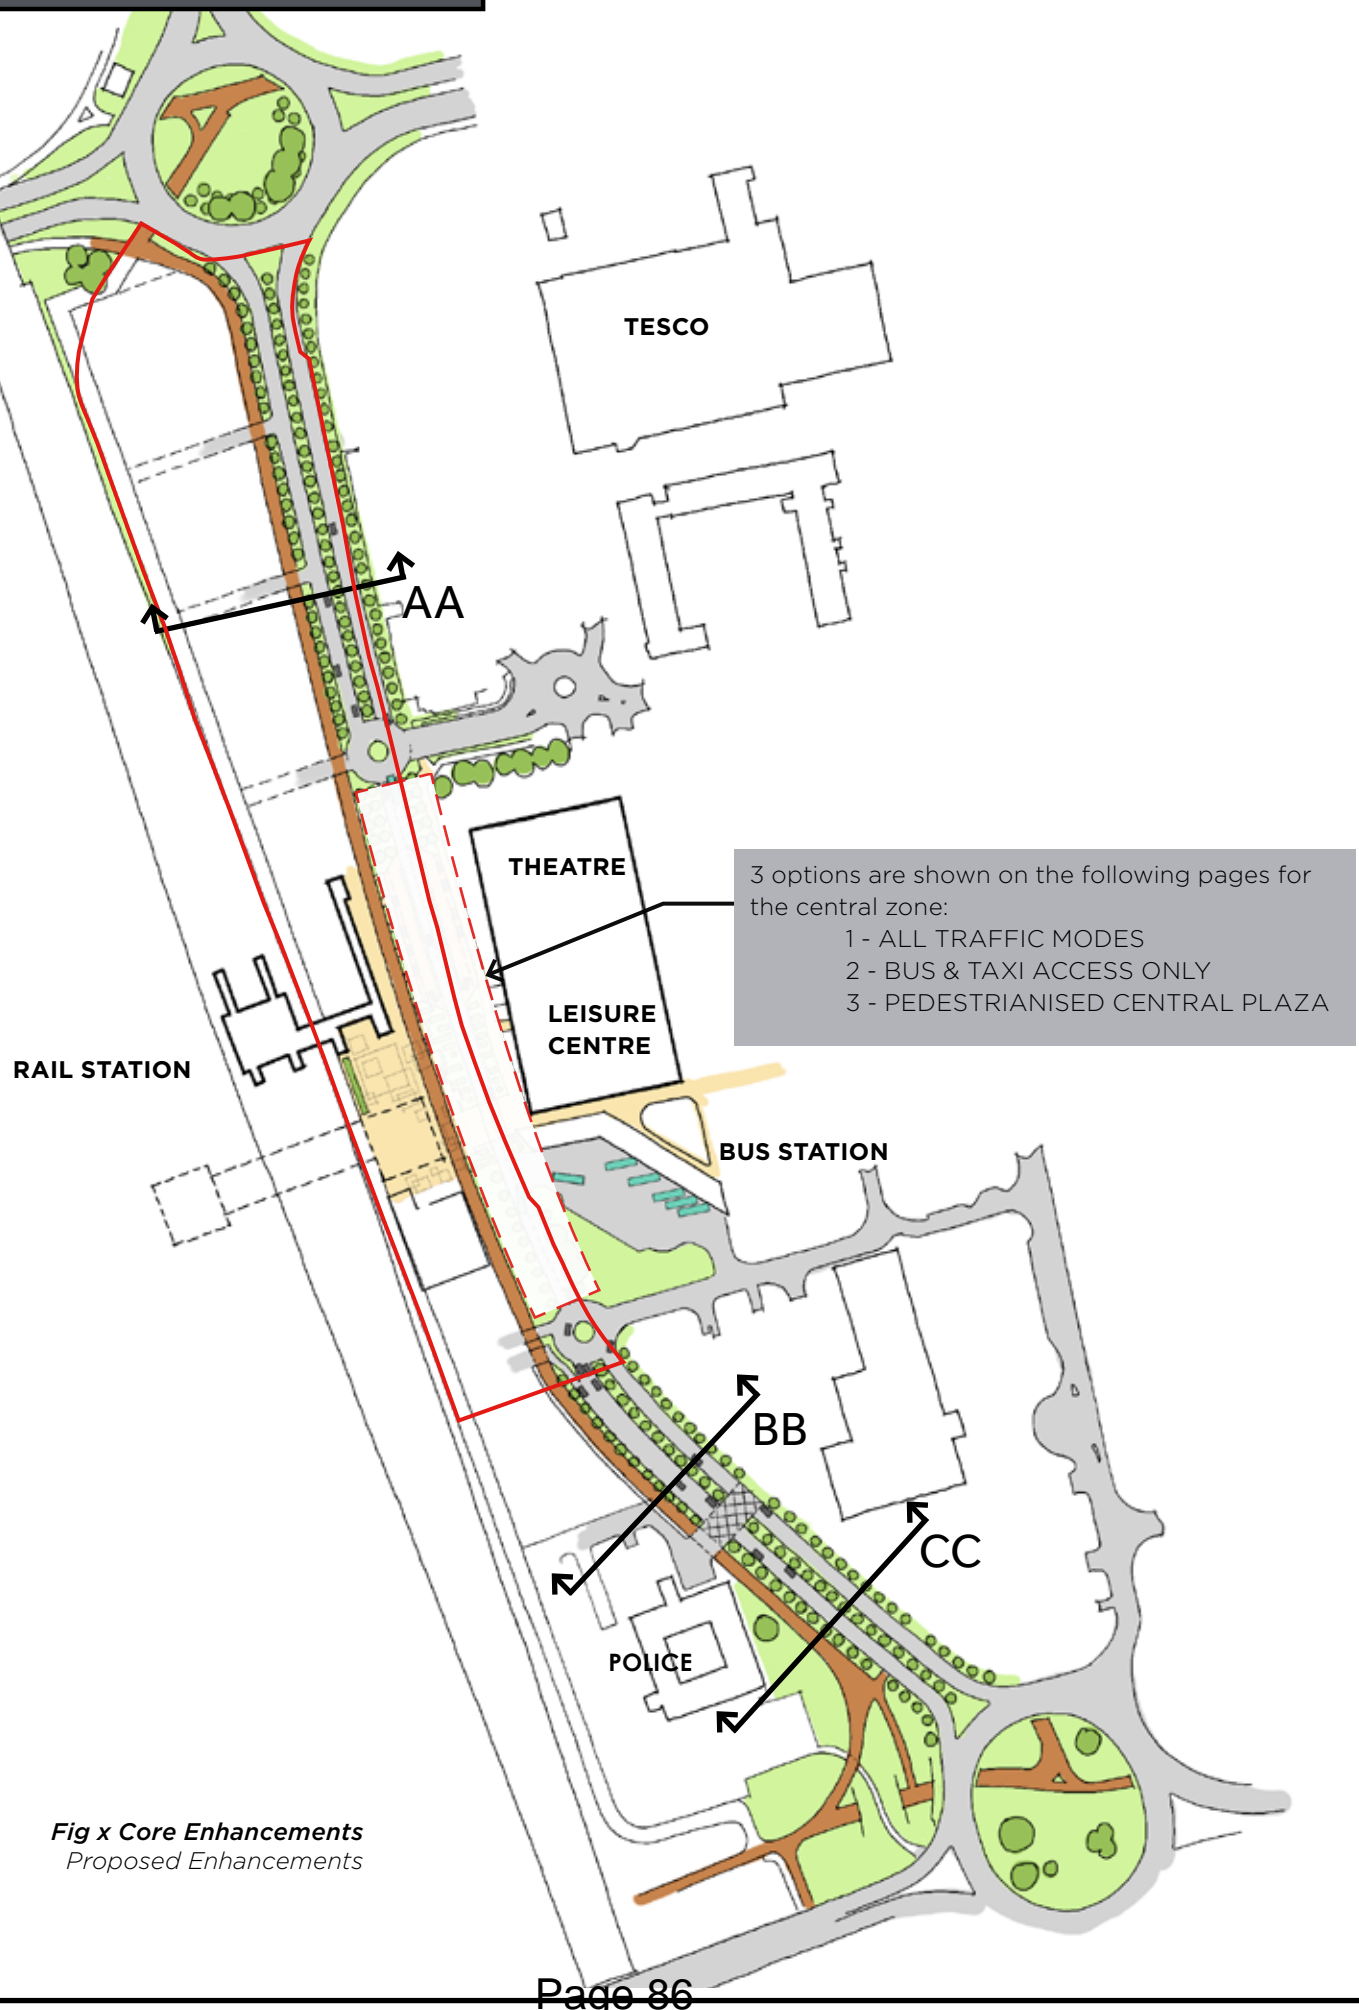 TESCO
AA
THEATRE
3 options are shown on the following pages for
the central zone:
1 - ALL TRAFFIC MODES
2 - BUS & TAXI ACCESS ONLY
3 - PEDESTRIANISED CENTRAL PLAZA
LEISURE
CENTRE
RAIL STATION
BUS STATION
BB
CC
POLICE
Fig x Core Enhancements
Proposed Enhancements
Page 86